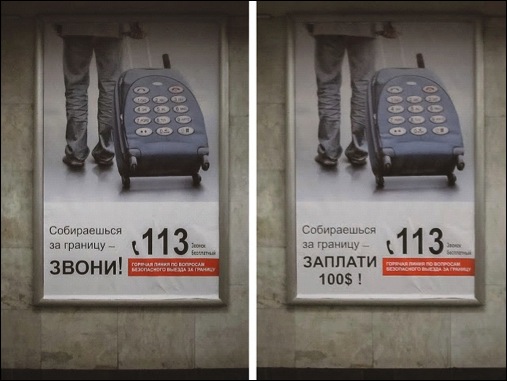 Собираешься
за границу –
ЗВОНИ!
113
Звонок
бесплатный
ГОРЯЧАЯ ЛИНИЯ ПО ВОПРОСАМ
БЕЗОПАСНОГО ВЫЕЗДА ЗА ГРАНИЦУ
Собираешься
за границу –
ЗАПЛАТИ
100$ !
113
Звонок
бесплатный
ГОРЯЧАЯ ЛИНИЯ ПО ВОПРОСАМ
БЕЗОПАСНОГО ВЫЕЗДА ЗА ГРАНИЦУ